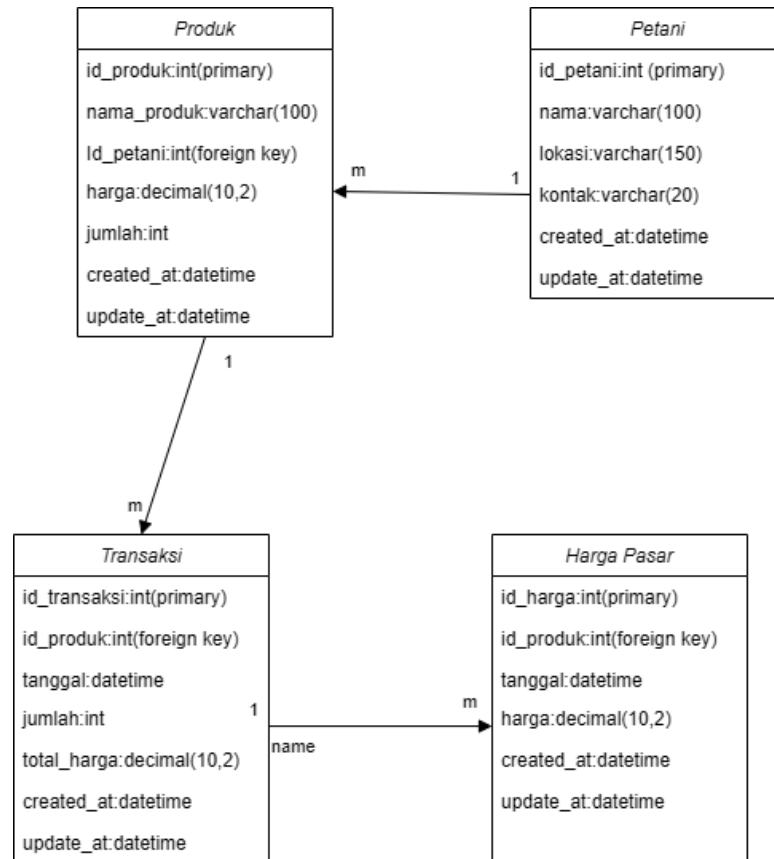 Produk
id_produk:int(primary)
nama_produk:varchar(100)
Id_petani:int(foreign key)
harga:decimal(10,2)
jumlah:int
created_at:datetime
update_at:datetime
Petani
id_petani:int (primary)
nama:varchar(100)
lokasi:varchar(150)
kontak:varchar(20)
created_at:datetime
update_at:datetime
m
1
1
m
Transaksi
id_transaksi:int(primary)
id_produk:int(foreign key)
tanggal:datetime
jumlah:int
total_harga:decimal(10,2)
created_at:datetime
update_at:datetime
1
name
m
Harga Pasar
id_harga:int(primary)
id_produk:int(foreign key)
tanggal:datetime
harga:decimal(10,2)
created_at:datetime
update_at:datetime